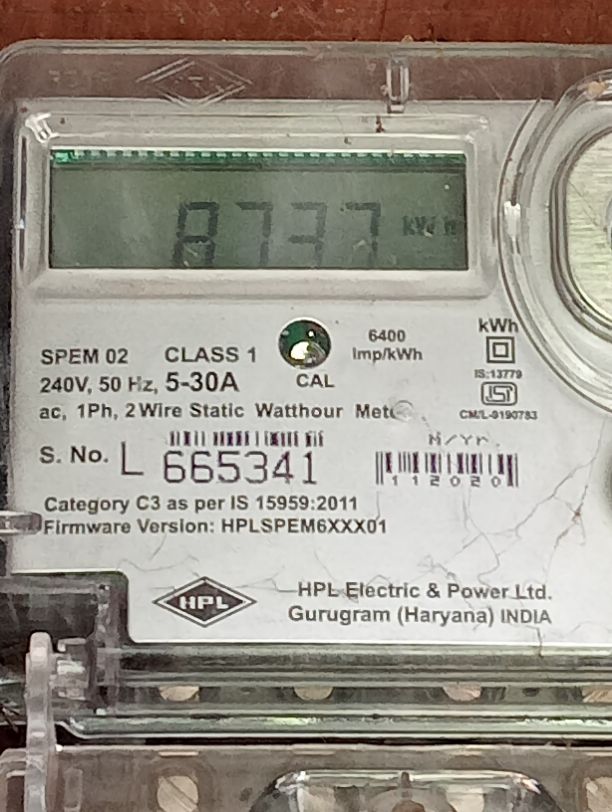 8737 kWh
SPEM 02 CLASS 1
6400
Imp/kWh
kWh
240V, 50 Hz, 5-30A
CAL
IS:13779
ac, 1Ph, 2 Wire Static Watthour Meter.
CM/L-9190783
M/Yr.
S. No. L 665341
112020
Category C3 as per IS 15959:2011
Firmware Version: HPLSPEM6XXX01
HPL
HPL Electric & Power Ltd.
Gurugram (Haryana) INDIA